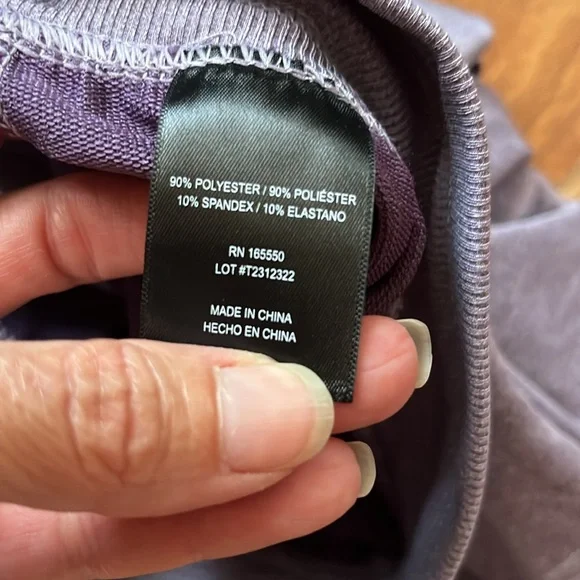 90% POLYESTER / 90% POLIÉSTER
10% SPANDEX / 10% ELASTANO
RN 165550
LOT #T2312322
MADE IN CHINA
HECHO EN CHINA